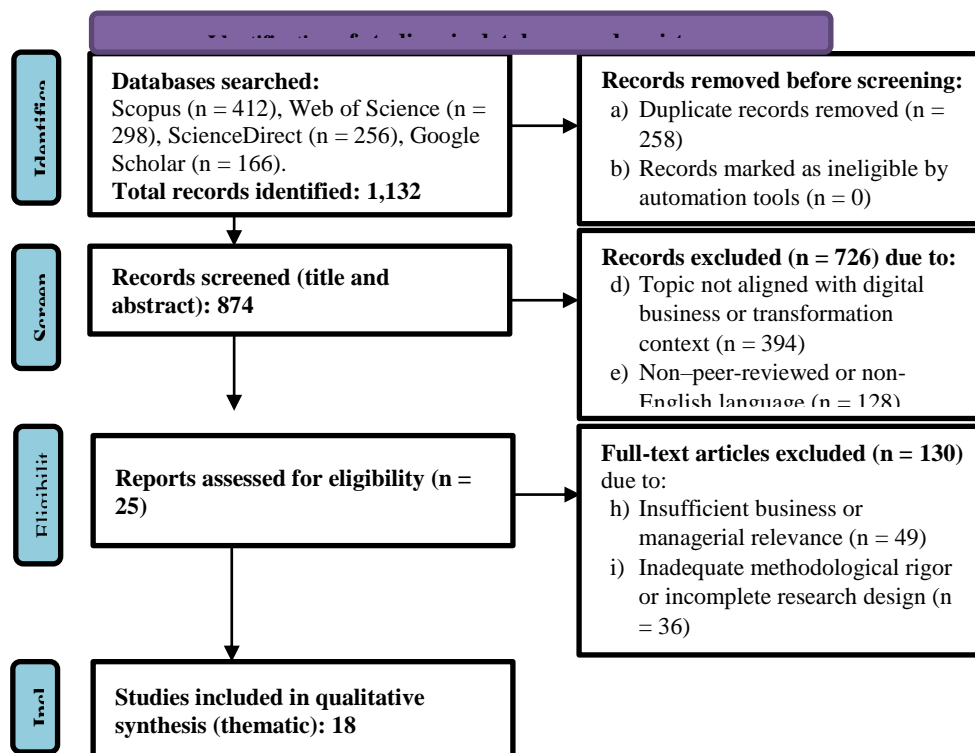 Databases searched:
Scopus (n = 412), Web of Science (n =
298), ScienceDirect (n = 256), Google
Scholar (n = 166).
Total records identified: 1,132
Records removed before screening:
a) Duplicate records removed (n =
258)
b) Records marked as ineligible by
automation tools (n = 0)
Records screened (title and
abstract): 874
Records excluded (n = 726) due to:
d) Topic not aligned with digital
business or transformation
context (n = 394)
e) Non–peer-reviewed or non-
English language (n = 128)
Reports assessed for eligibility (n =
25)
Full-text articles excluded (n = 130)
due to:
h) Insufficient business or
managerial relevance (n = 49)
i) Inadequate methodological rigor
or incomplete research design (n
= 36)
Studies included in qualitative
synthesis (thematic): 18